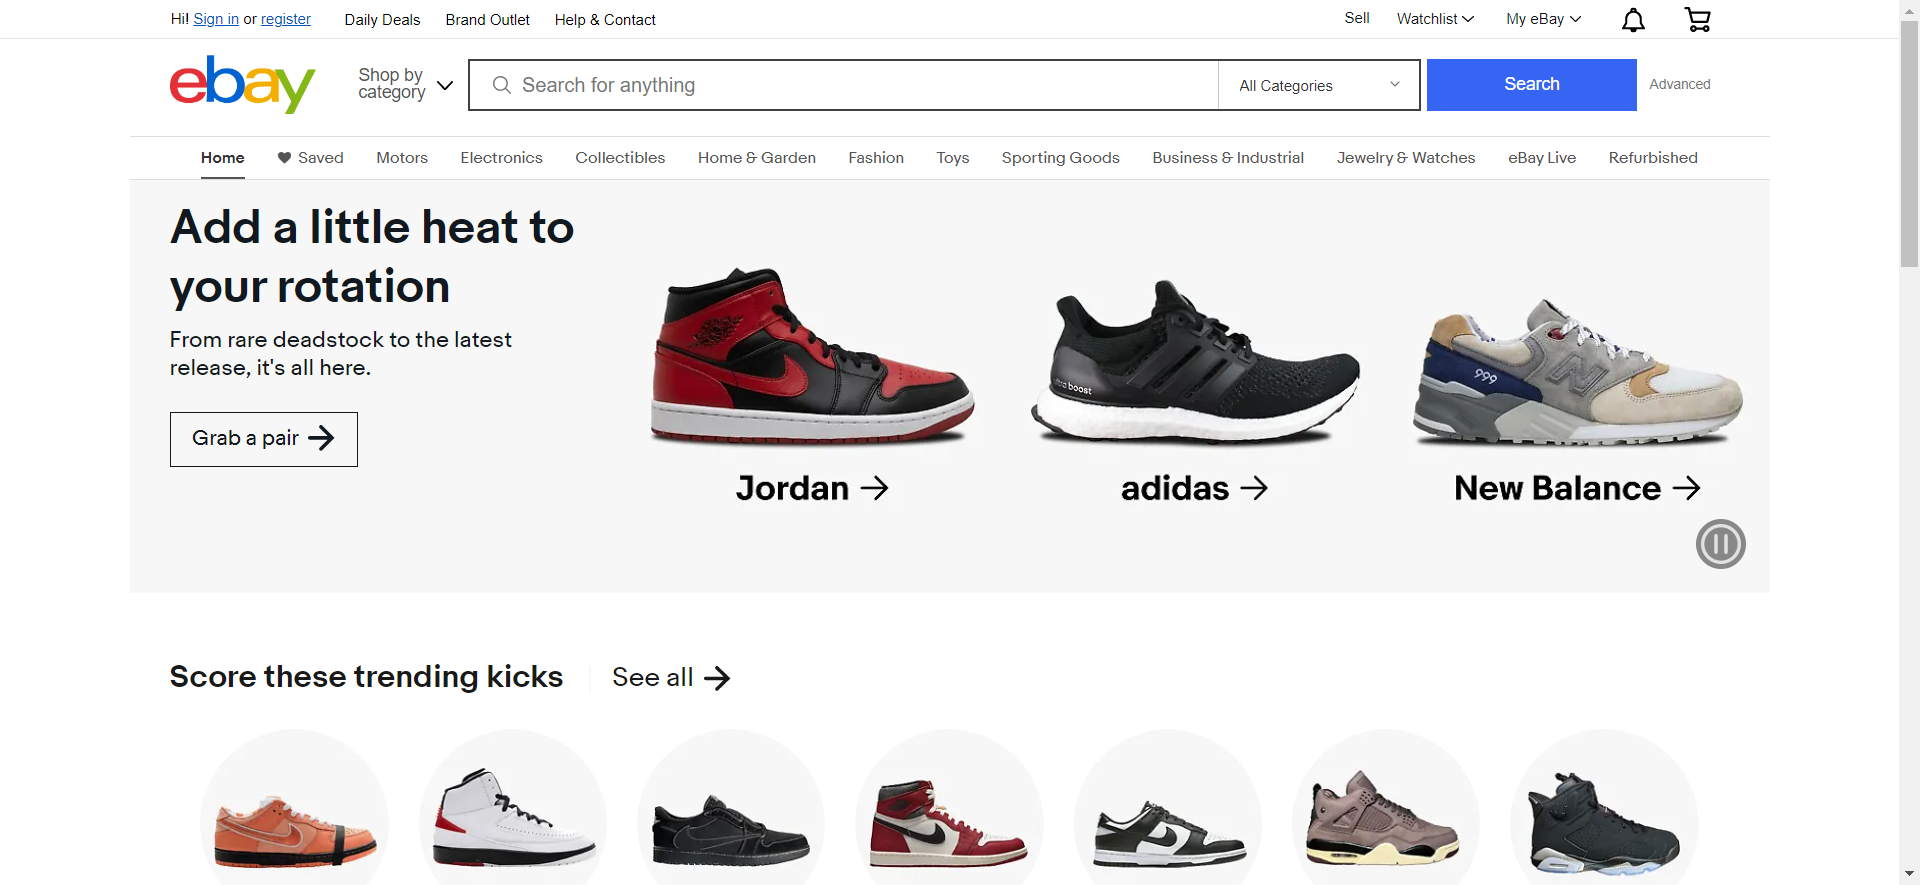 Hi! Sign in or register Daily Deals Brand Outlet Help & Contact Sell Watchlist My eBay
ebay
Shop by
category
Search for anything
All Categories
Search
Advanced
Home Saved Motors Electronics Collectibles Home & Garden Fashion Toys Sporting Goods Business & Industrial Jewelry & Watches eBay Live Refurbished
Add a little heat to
your rotation
From rare deadstock to the latest
release, it's all here.
Grab a pair
999
boost
Jordan
adidas
New Balance
Score these trending kicks
See all